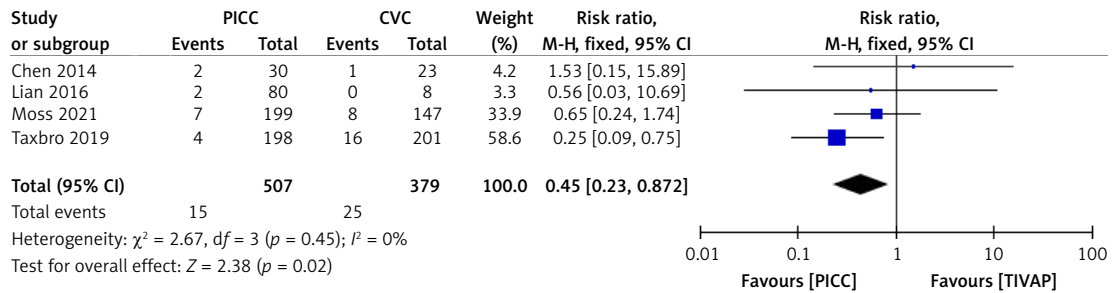 Study PICC CVC Weight Risk ratio, Risk ratio,
or subgroup Events Total Events Total (%) M-H, fixed, 95% CI M-H, fixed, 95% CI
Chen 2014 2 30 1 23 4.2 1.53 [0.15, 15.89]
Lian 2016 2 80 0 8 3.3 0.56 [0.03, 10.69]
Moss 2021 7 199 8 147 33.9 0.65 [0.24, 1.74]
Taxbro 2019 4 198 16 201 58.6 0.25 [0.09, 0.75]
Total (95% CI) 507 379 100.0 0.45 [0.23, 0.872]
Total events 15 25
Heterogeneity: χ² = 2.67, df = 3 (p = 0.45); I² = 0%
Test for overall effect: Z = 2.38 (p = 0.02)
0.01 0.1 1 10 100
Favours [PICC] Favours [TIVAP]